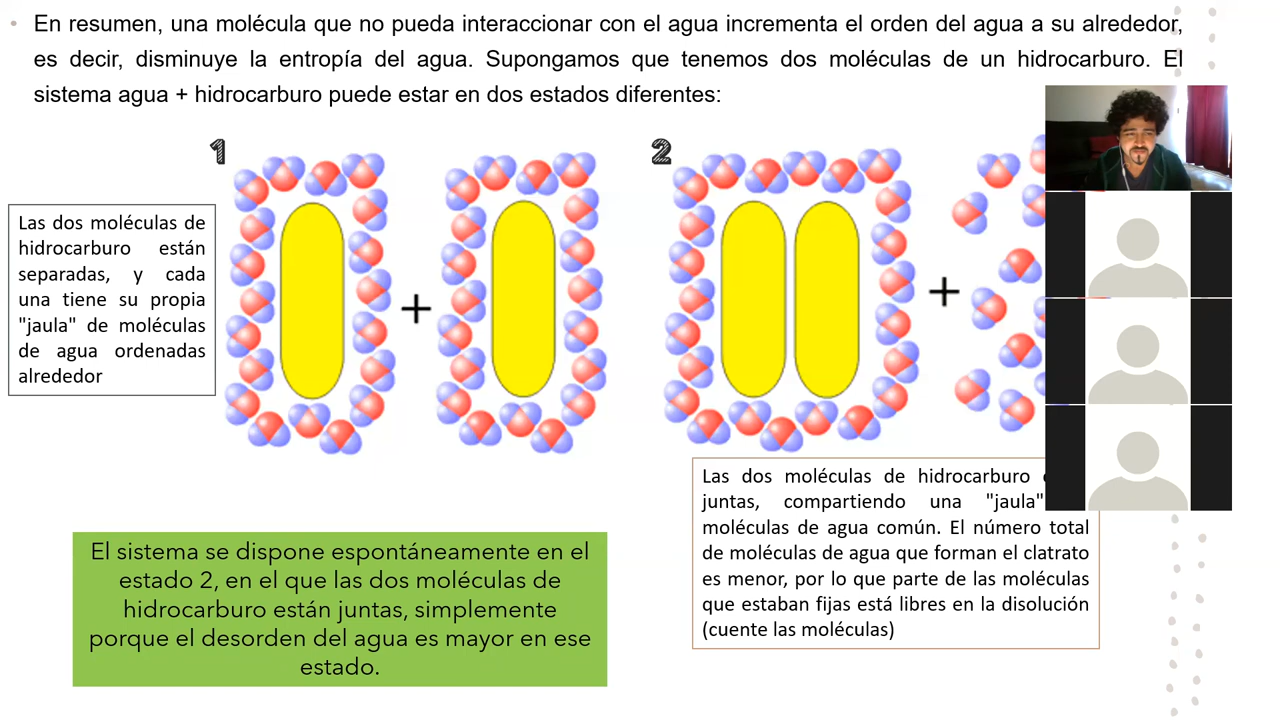 En resumen, una molécula que no pueda interaccionar con el agua incrementa el orden del agua a su alrededor,
es decir, disminuye la entropía del agua. Supongamos que tenemos dos moléculas de un hidrocarburo. El
sistema agua + hidrocarburo puede estar en dos estados diferentes:
1
2
Las dos moléculas de
hidrocarburo están
separadas, y cada
una tiene su propia
"jaula" de moléculas
de agua ordenadas
alrededor
+
+
Las dos moléculas de hidrocarburo
juntas, compartiendo una "jaula"
moléculas de agua común. El número total
de moléculas de agua que forman el clatrato
es menor, por lo que parte de las moléculas
que estaban fijas está libres en la disolución
(cuente las moléculas)
El sistema se dispone espontáneamente en el
estado 2, en el que las dos moléculas de
hidrocarburo están juntas, simplemente
porque el desorden del agua es mayor en ese
estado.